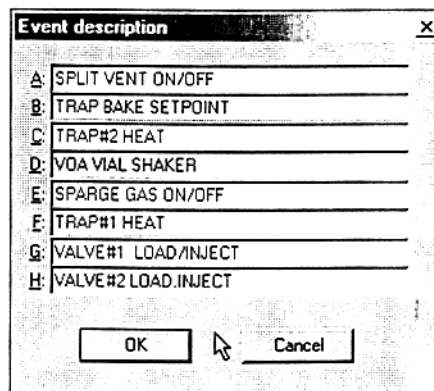 Event description
A: SPLIT VENT ON/OFF
B: TRAP BAKE SETPOINT
C: TRAP#2 HEAT
D: VOA VIAL SHAKER
E: SPARGE GAS ON/OFF
F: TRAP#1 HEAT
G: VALVE#1 LOAD/INJECT
H: VALVE#2 LOAD.INJECT
OK Cancel